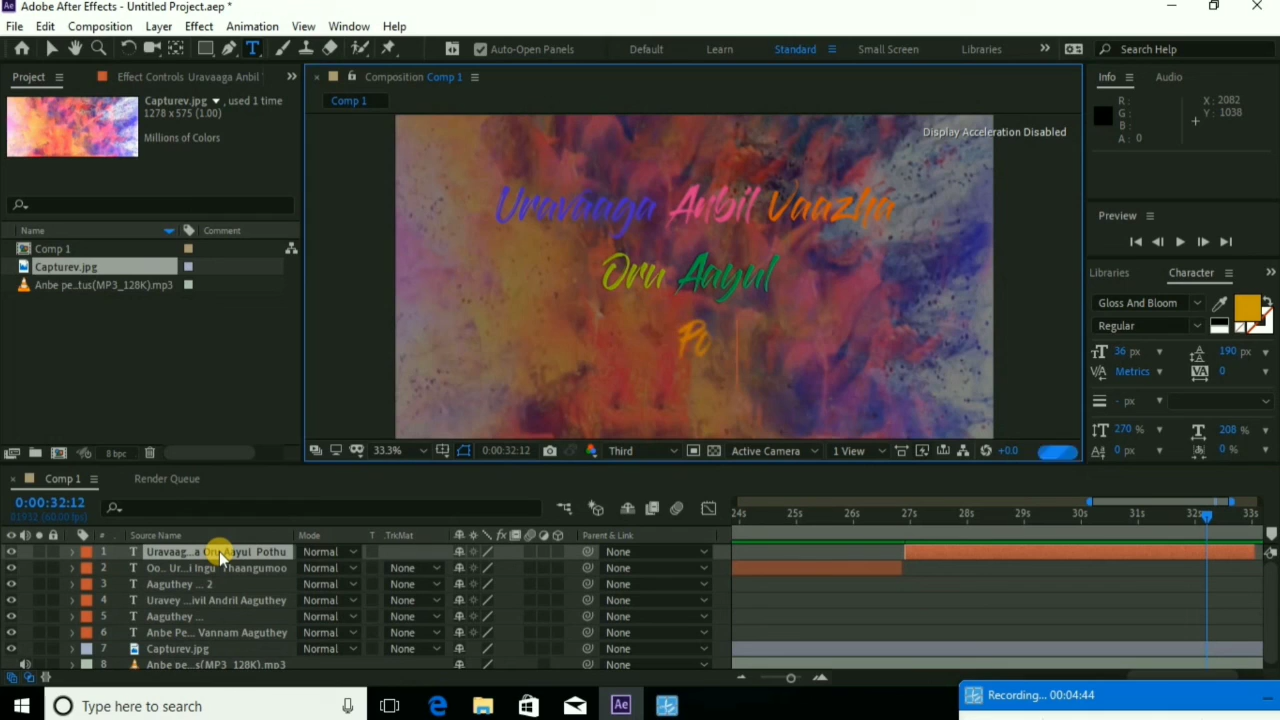 Adobe After Effects - Untitled Project.aep *
File Edit Composition Layer Effect Animation View Window Help
Auto-Open Panels Default Learn Standard Small Screen Libraries Search Help
Project Effect Controls Uravaaga Anbil Composition Comp 1 Info Audio
Capturev.jpg , used 1 time
1278 x 575 (1.00)
Millions of Colors
Comp 1
Display Acceleration Disabled
R:
G:
B:
A: 0
X: 2082
Y: 1038
Uravaaga Anbil Vaazha
Oru Aayul
Preview
Name Comment
Comp 1
Capturev.jpg
Anbe pe...tus(MP3_128K).mp3
Libraries Character
Gloss And Bloom
Regular
36 px 190 px
Metrics 0
- px
270 % 208 %
0 px 0 %
8 bpc
33.3% 0:00:32:12 Third Active Camera 1 View +0.0
Comp 1 Render Queue
0:00:32:12
01932 (60.00 fps)
24s 25s 26s 27s 28s 29s 30s 31s 32s 33s
# Source Name Mode T .TrkMat Parent & Link
1 T Uravaag...a Oru Aayul Pothu Normal None
2 T Oo.. Ur...i Ingu Thaangumoo Normal None None
3 T Aaguthey ... 2 Normal None None
4 T Uravey ...ivil Andril Aaguthey Normal None None
5 T Aaguthey ... Normal None None
6 T Anbe Pe... Vannam Aaguthey Normal None None
7 Capturev.jpg Normal None None
8 Anbe pe...s(MP3_128K).mp3 None
Type here to search
Recording... 00:04:44